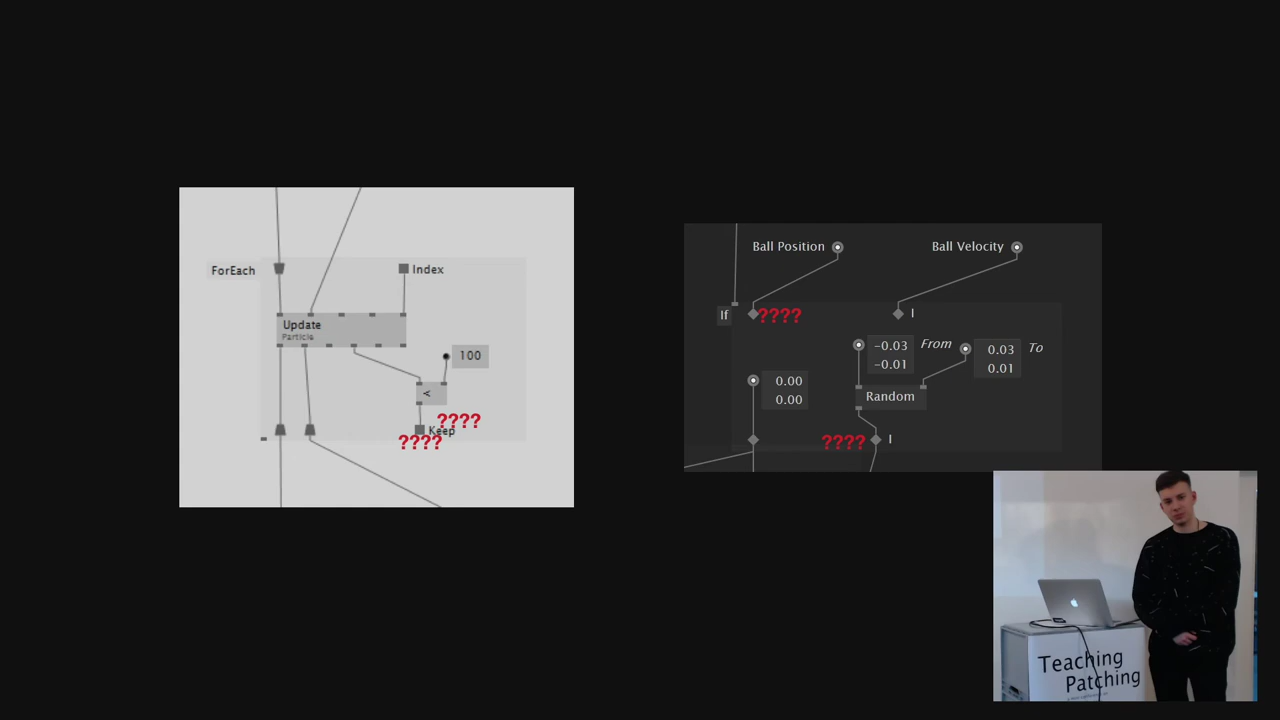 ForEach
Index
Update
Particle
100
<
????
Keep
????
Ball Position
Ball Velocity
If
????
I
-0.03
-0.01
From
0.03
0.01
To
0.00
0.00
Random
????
I
Teaching
Patching